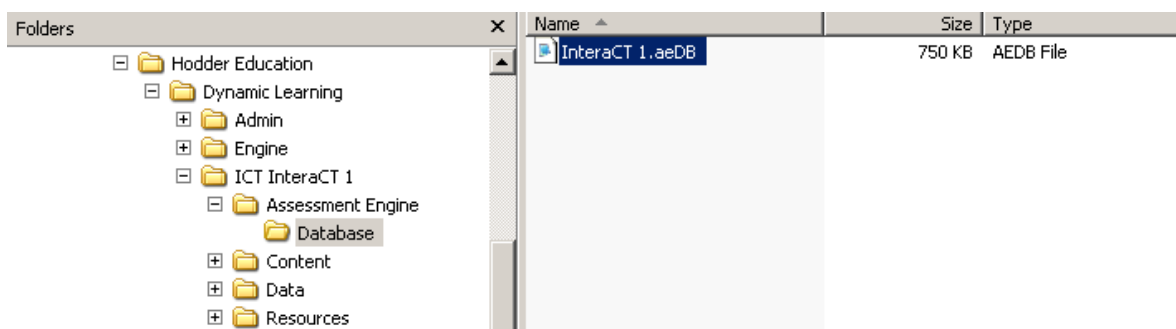 Folders
Hodder Education
Dynamic Learning
Admin
Engine
ICT InteraCT 1
Assessment Engine
Database
Content
Data
Resources
Name Size Type
InteraCT 1.aeDB 750 KB AEDB File